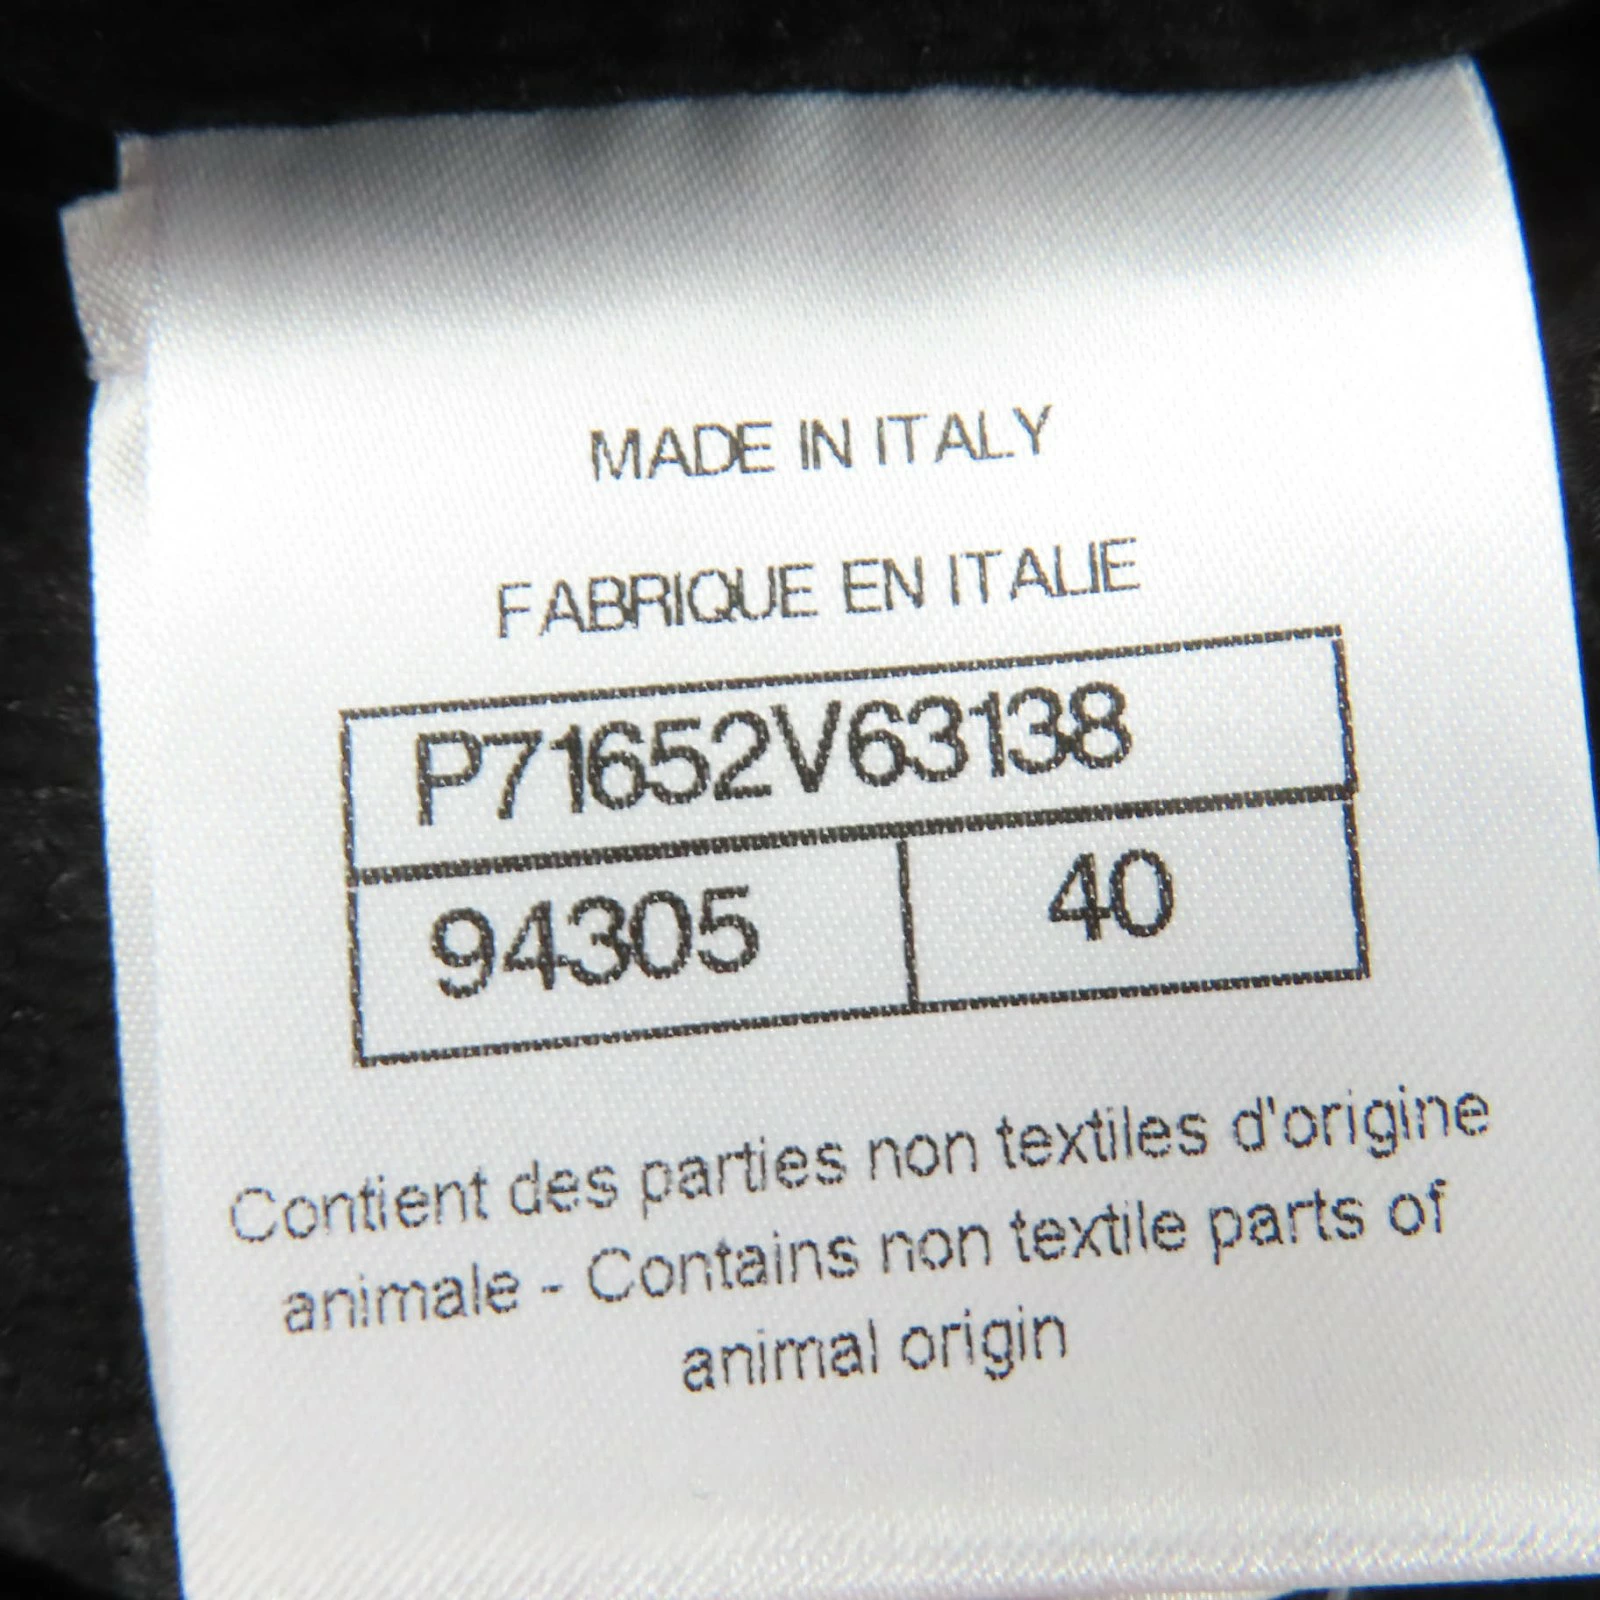 MADE IN ITALY
FABRIQUE EN ITALIE
P71652V63138
94305 40
Contient des parties non textiles d'origine
animale - Contains non textile parts of
animal origin